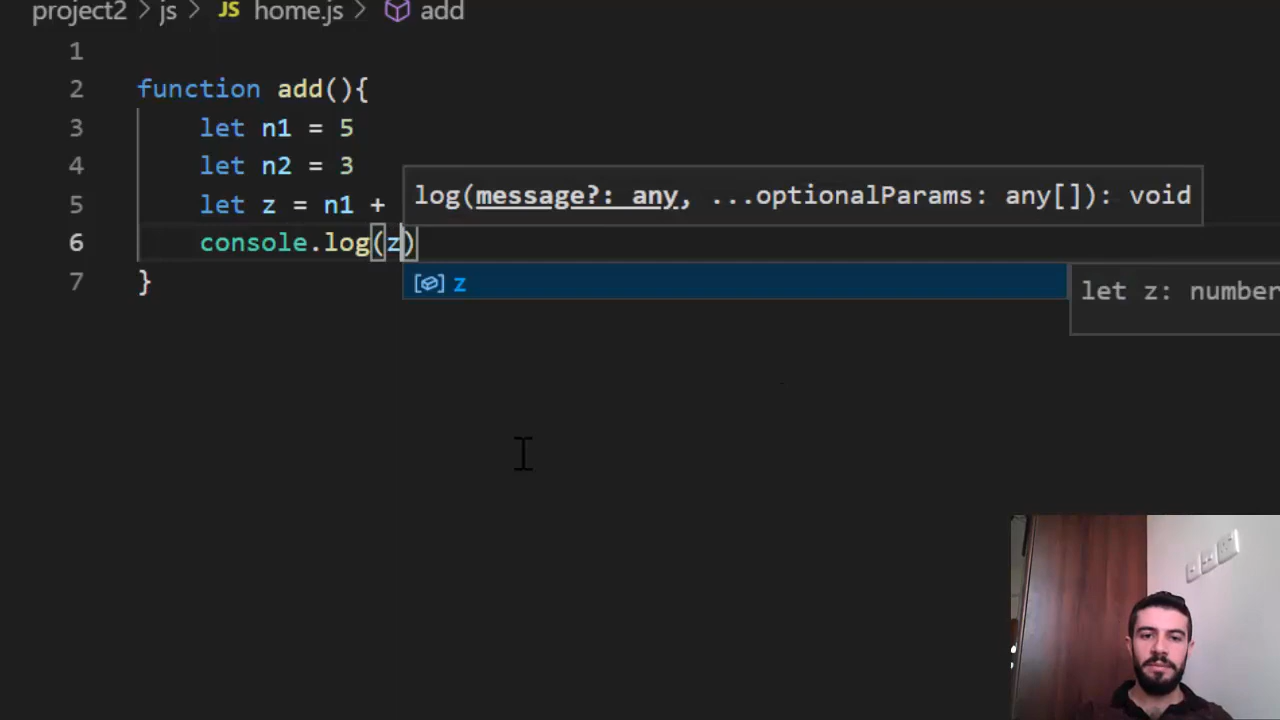 project2 > js > JS home.js > add
1
2 function add(){
3 let n1 = 5
4 let n2 = 3
5 let z = n1 +
log(message?: any, ...optionalParams: any[]): void
6 console.log(z)
z
let z: number
7 }